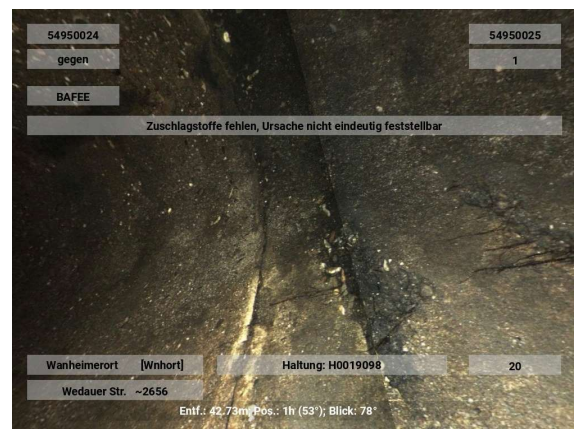 54950024 54950025
gegen 1
BAFEE
Zuschlagstoffe fehlen, Ursache nicht eindeutig feststellbar
Wanheimerort [Wnhort] Haltung: H0019098 20
Wedauer Str. ~2656
Entf.: 42.73m; Pos.: 1h (53°); Blick: 78°